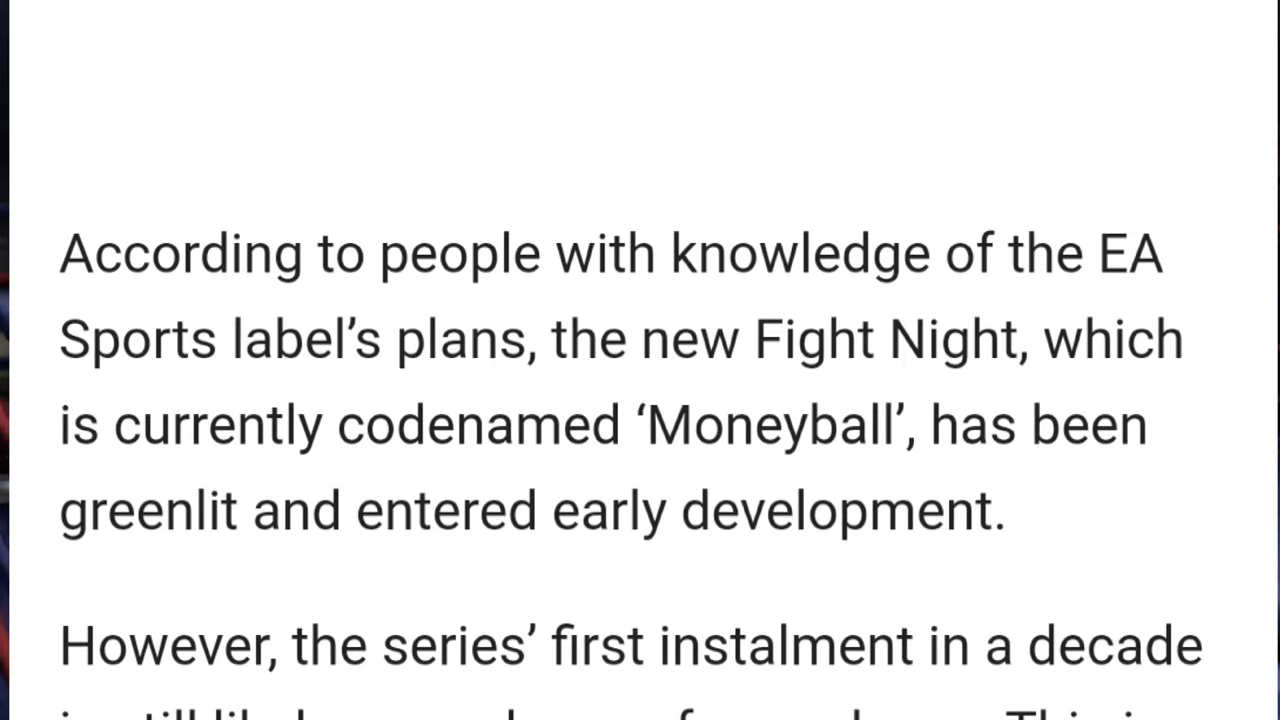 According to people with knowledge of the EA
Sports label’s plans, the new Fight Night, which
is currently codenamed ‘Moneyball’, has been
greenlit and entered early development.
However, the series’ first instalment in a decade